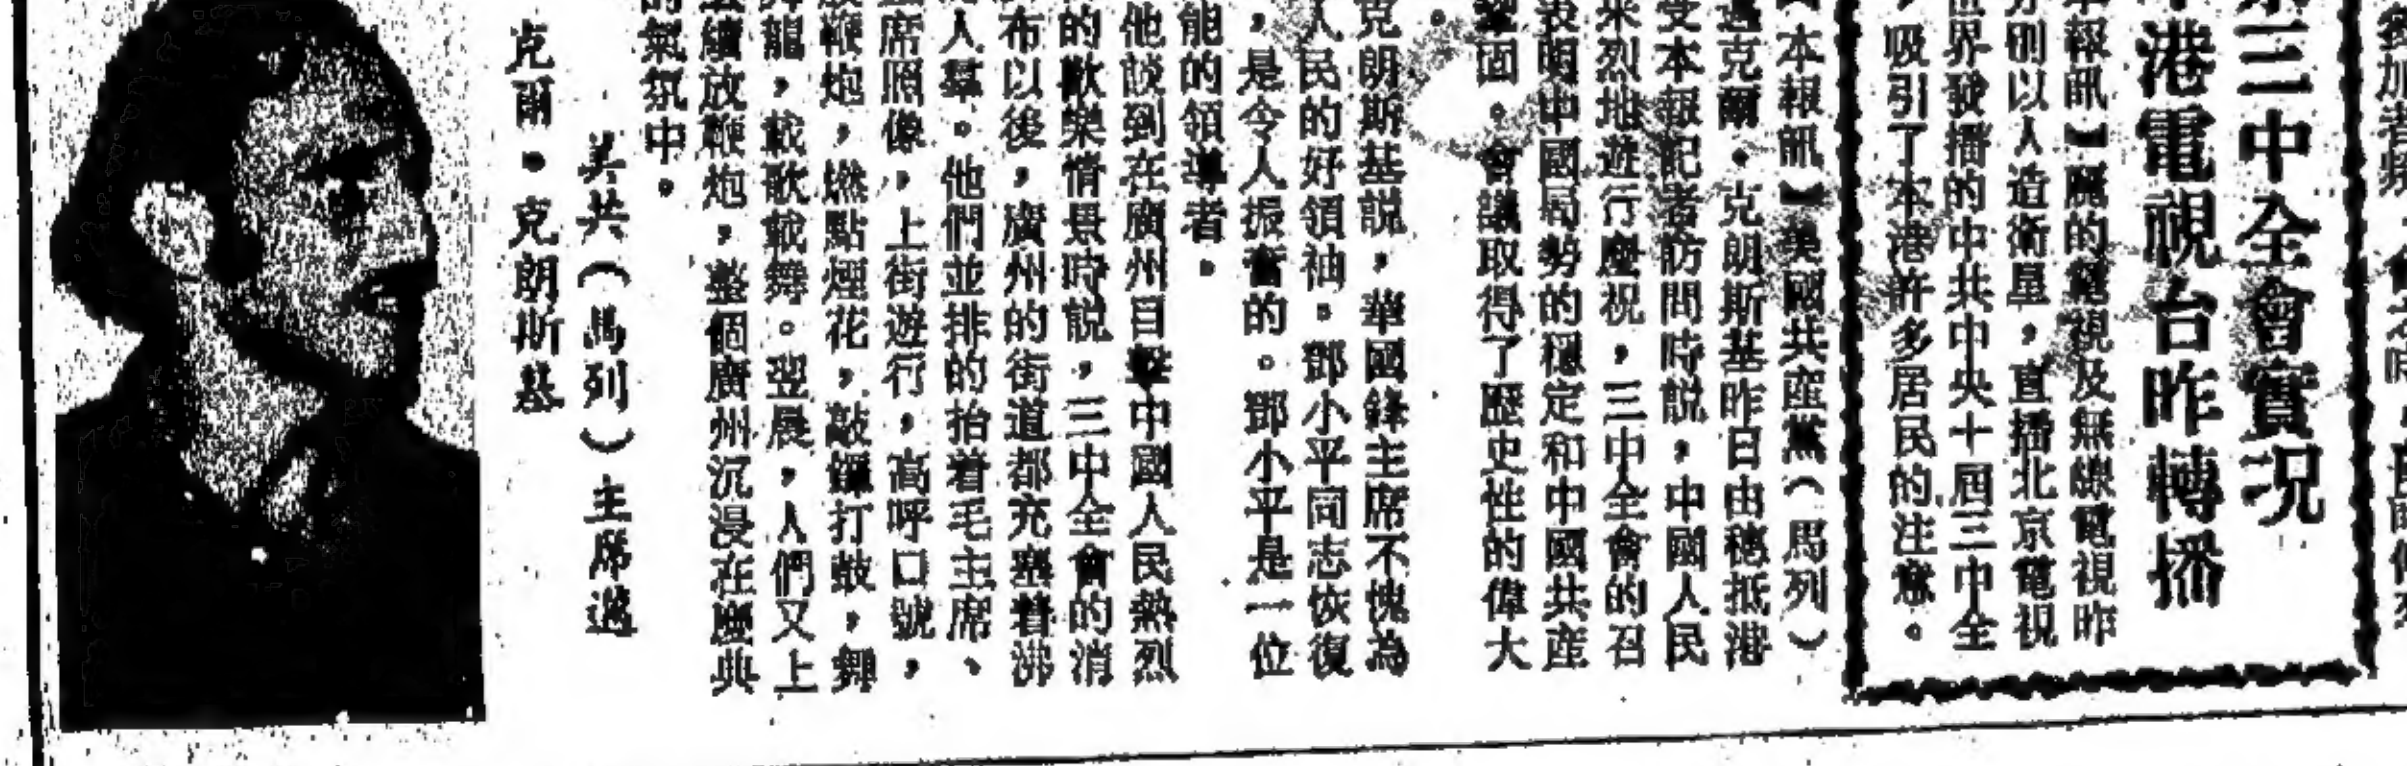 三中全會實況
港電視台昨轉播
報訊】麗的電視及無線電視昨
別以人造衛星，直播北京電視
世界發播的中共中央十屆三中全
，吸引了本港許多居民的注意。
本報訊】美國共產黨（馬列）
邁克爾・克朗斯基昨日由穗抵港
受本報記者訪問時說，中國人民
烈地遊行慶祝，三中全會的召
表明中國局勢的穩定和中國共產
面。會議取得了歷史性的偉大
克朗斯基說，華國鋒主席不愧為
人民的好領袖。鄧小平同志恢復
，是令人振奮的。鄧小平是一位
能的領導者。
他談到在廣州目擊中國人民熱烈
的歡樂情景時說，三中全會的消
布以後，廣州的街道都充塞着沸
人羣。他們並排的抬着毛主席、
席照像，上街遊行，高呼口號，
鞭炮，燃點煙花，敲鑼打鼓，舞
龍，載歌載舞。翌晨，人們又上
續放鞭炮，整個廣州沉浸在慶典
氣氛中。
美共（馬列）主席邁
克爾・克朗斯基